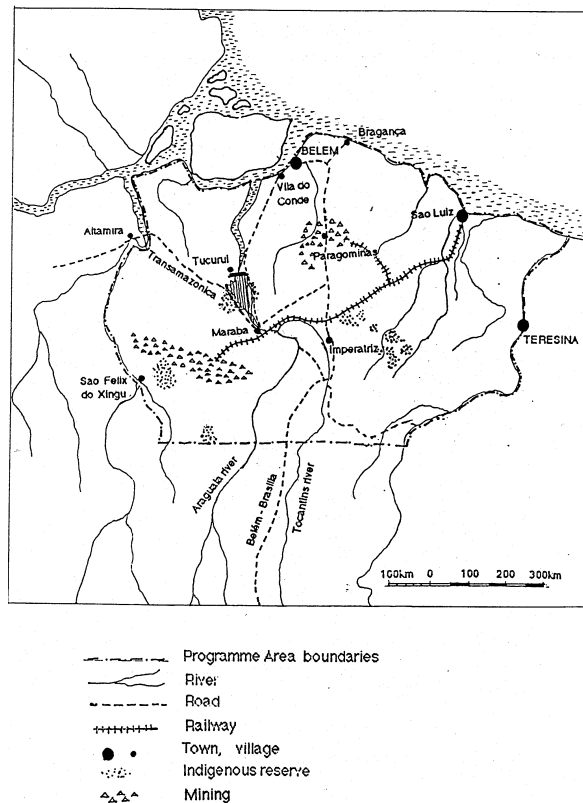 Bragança
BELEM
Vila do
Conde
Sao Luiz
Altamira
Paragominas
Tucurui
Transamazonica
Maraba
Imperatriz
TERESINA
Sao Felix
do Xingu
Araguaia river
Belém-Brasilia
Tocantins river
100km 0 100 200 300km
Programme Area boundaries
River
Road
Railway
Town, village
Indigenous reserve
Mining